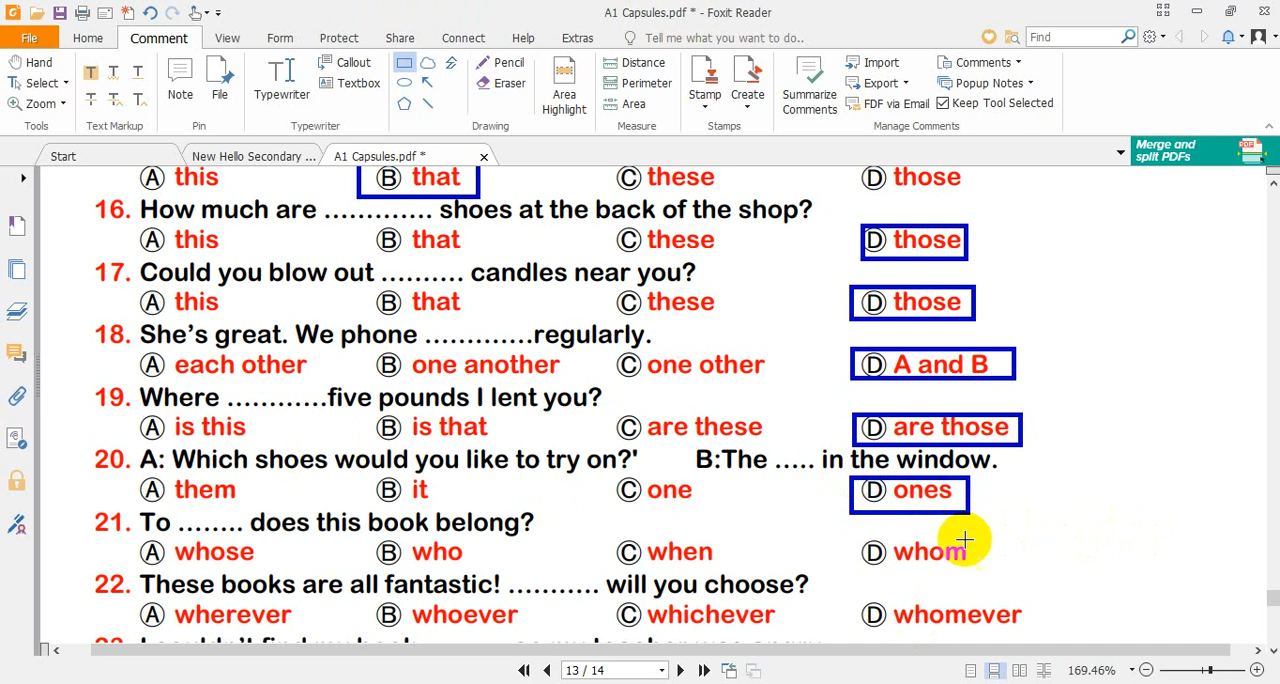 A1 Capsules.pdf * - Foxit Reader
File Home Comment View Form Protect Share Connect Help Extras Tell me what you want to do.. Find
Hand
Select
Zoom
Tools
Text Markup
Note
File
Pin
Typewriter
Callout
Textbox
Typewriter
Pencil
Eraser
Drawing
Area Highlight
Distance
Perimeter
Area
Measure
Stamp
Create
Stamps
Summarize Comments
Import
Export
FDF via Email
Comments
Popup Notes
Keep Tool Selected
Manage Comments
Start
New Hello Secondary ...
A1 Capsules.pdf *
Merge and split PDFs
A this B that C these D those
16. How much are ............. shoes at the back of the shop?
A this B that C these D those
17. Could you blow out .......... candles near you?
A this B that C these D those
18. She's great. We phone .............regularly.
A each other B one another C one other D A and B
19. Where ............five pounds I lent you?
A is this B is that C are these D are those
20. A: Which shoes would you like to try on?' B:The ..... in the window.
A them B it C one D ones
21. To ........ does this book belong?
A whose B who C when D whom
22. These books are all fantastic! ........... will you choose?
A wherever B whoever C whichever D whomever
13 / 14
169.46%